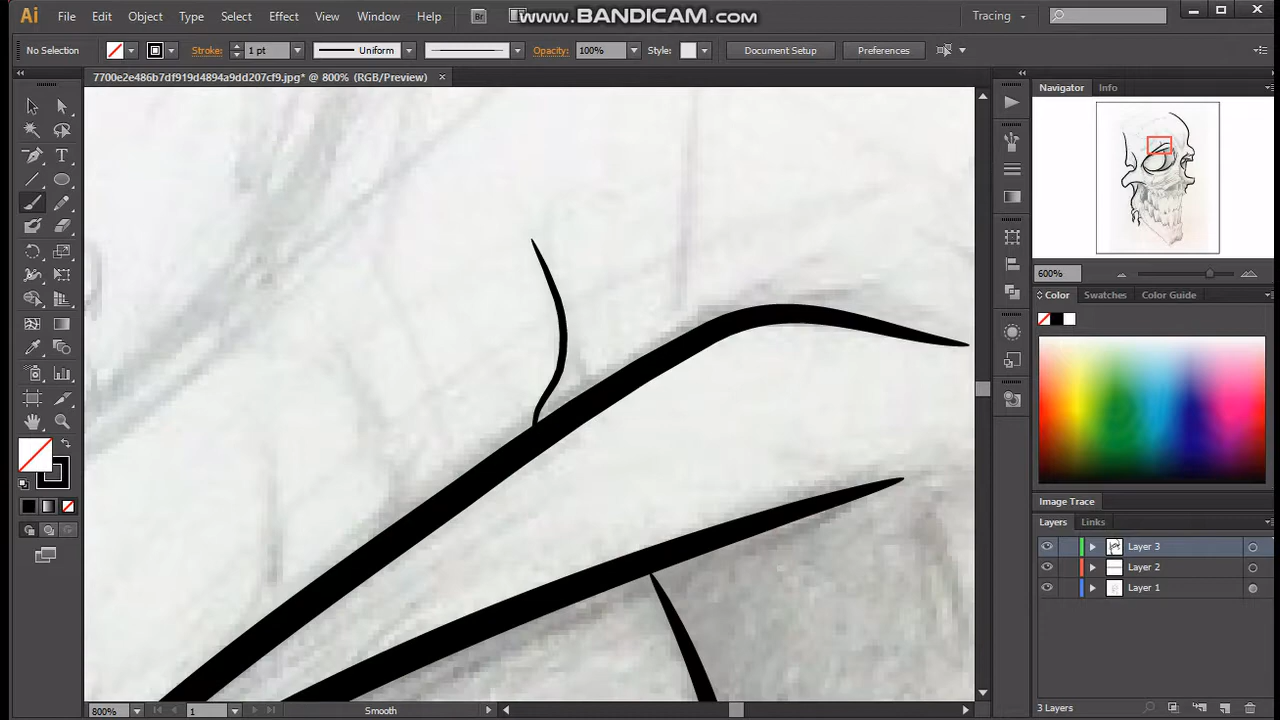 Ai File Edit Object Type Select Effect View Window Help Br www.BANDICAM.com Tracing
No Selection Stroke: 1 pt Uniform Opacity: 100% Style: Document Setup Preferences
7700e2e486b7df919d4894a9dd207cf9.jpg* @ 800% (RGB/Preview)
Navigator Info
600%
Color Swatches Color Guide
Image Trace
Layers Links
Layer 3
Layer 2
Layer 1
3 Layers
800% 1 Smooth